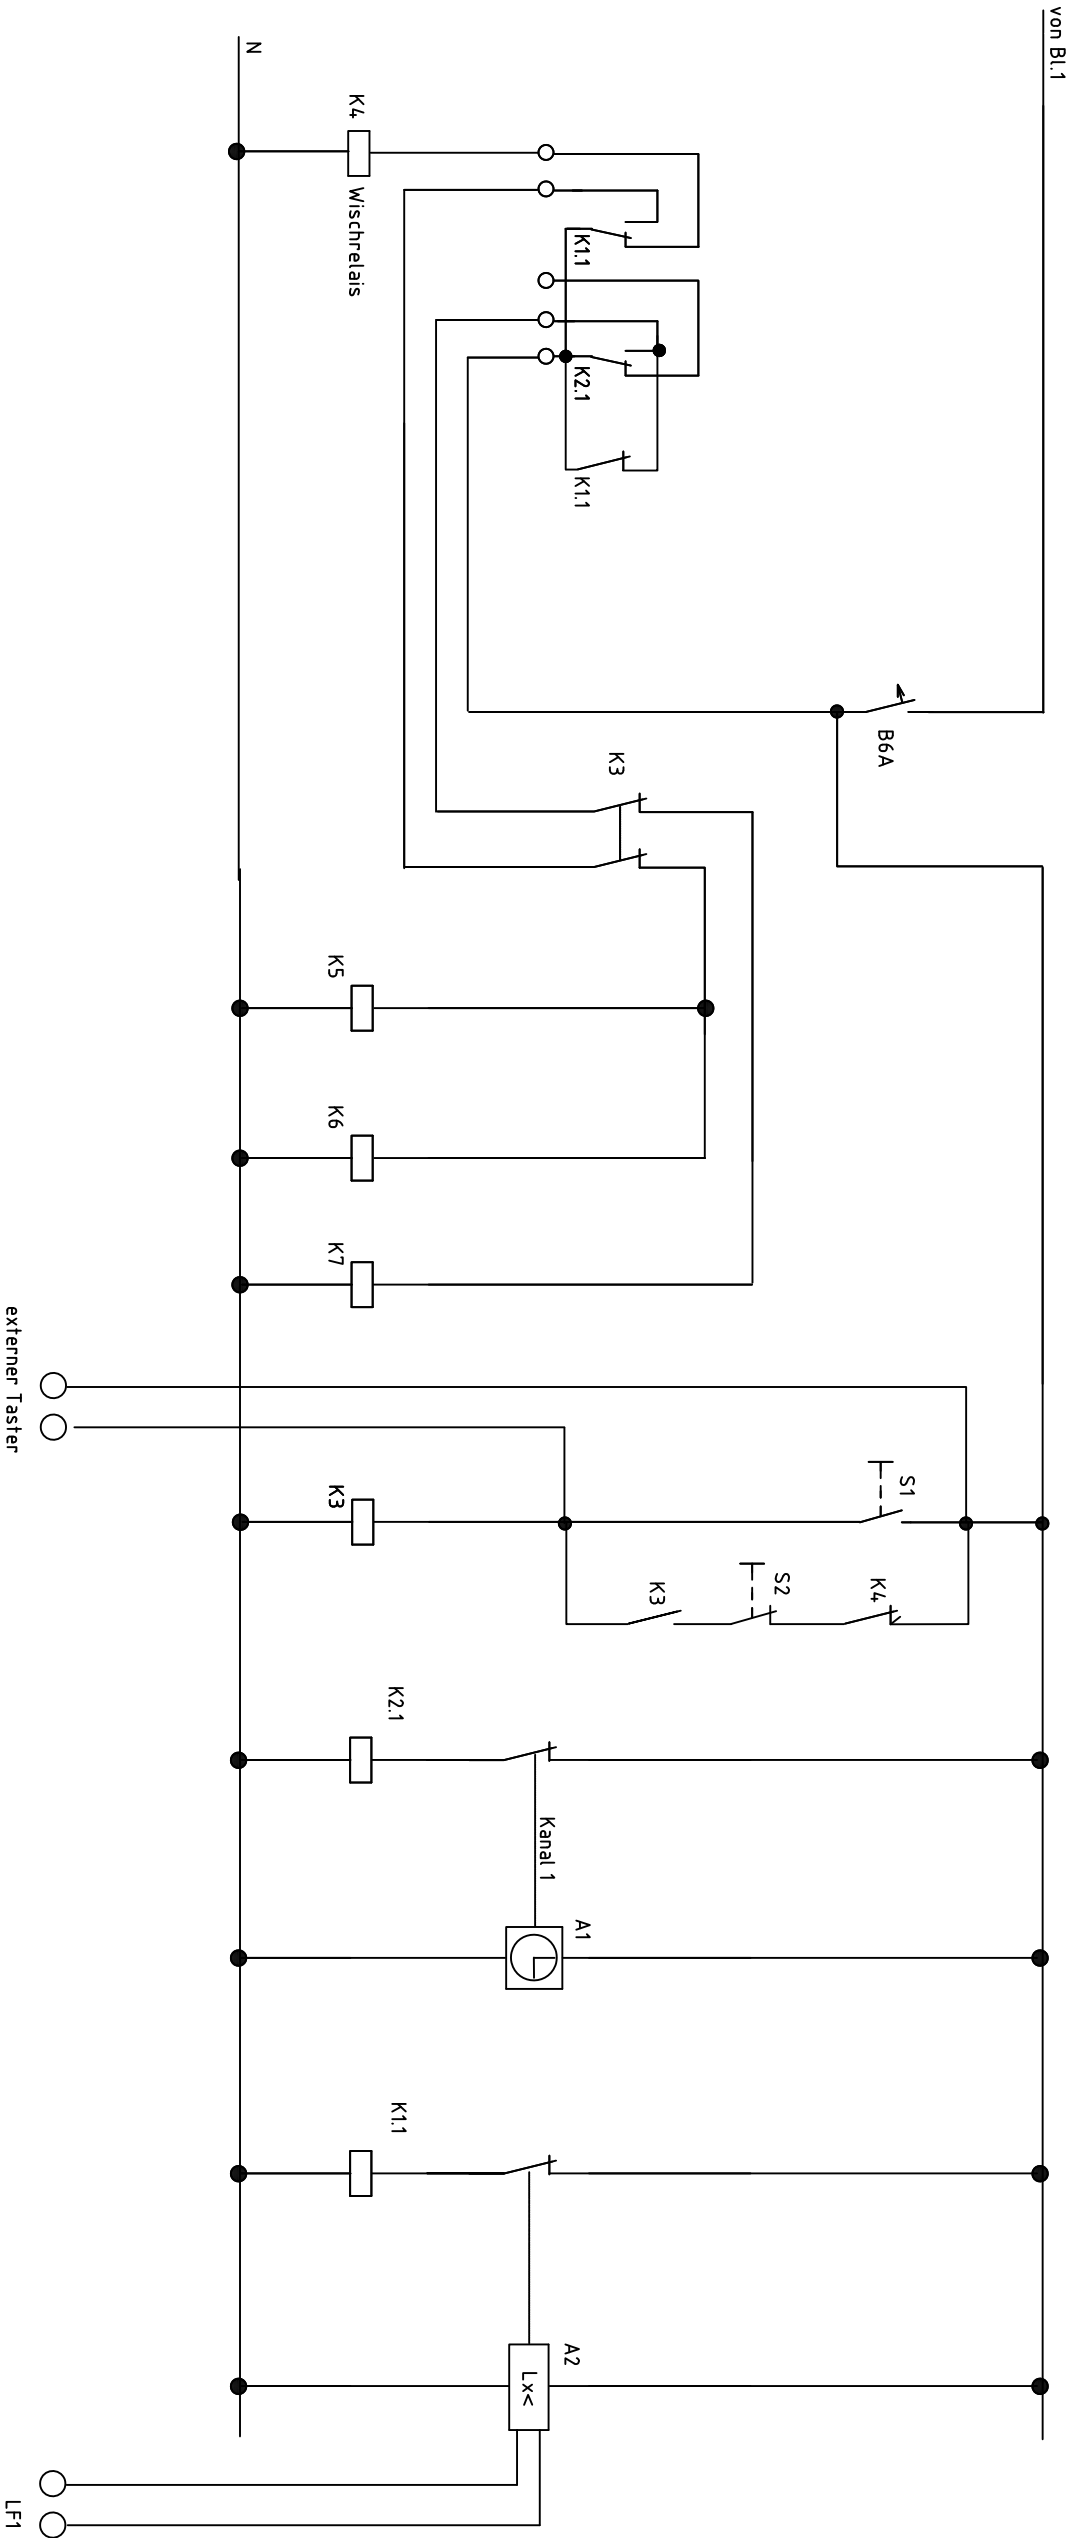 von Bl.1
N
K4
Wischrelais
K1.1
K2.1
K1.1
B6A
K3
K5
K6
K7
externer Taster
S1
K3
K4
S2
K3
K2.1
Kanal 1
A1
K1.1
A2
Lx<
LF1